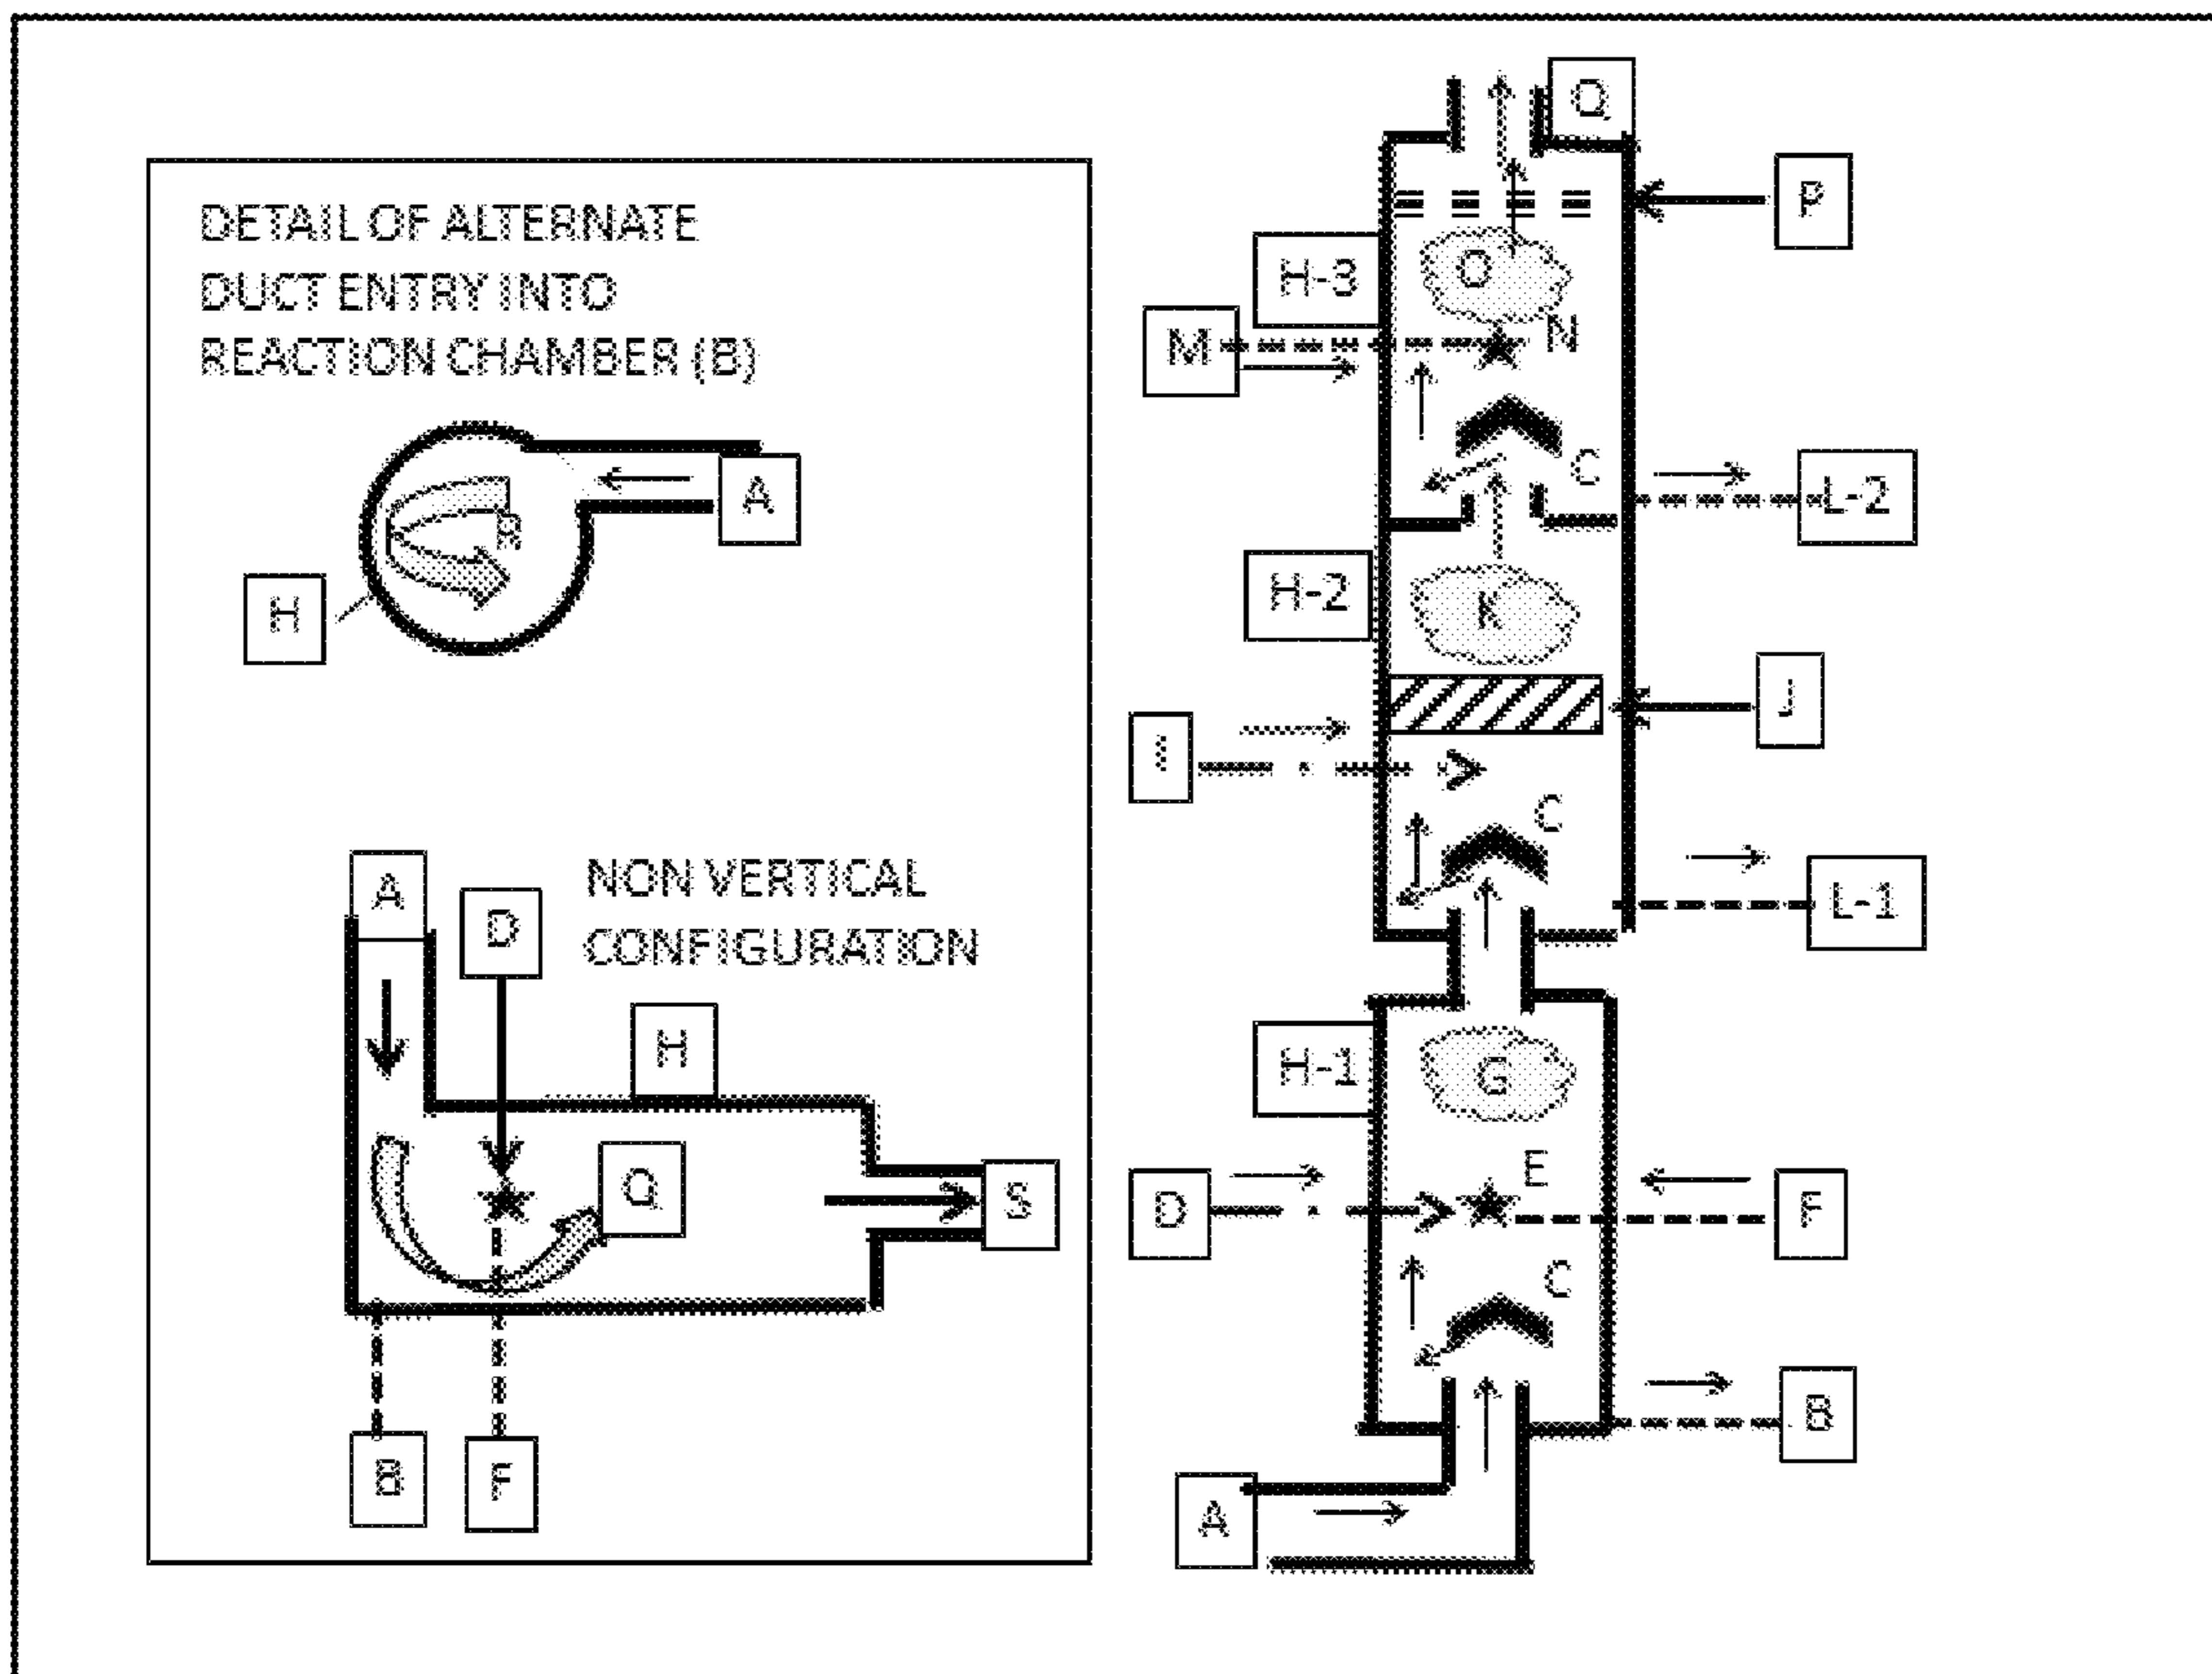 DETAIL OF ALTERNATE
DUCT ENTRY INTO
REACTION CHAMBER (B)
A
R
H
A
D
NON VERTICAL
CONFIGURATION
H
Q
S
B
F
Q
P
O
H-3
N
M
C
L-2
H-2
K
J
I
C
L-1
H-1
G
E
D
F
C
B
A